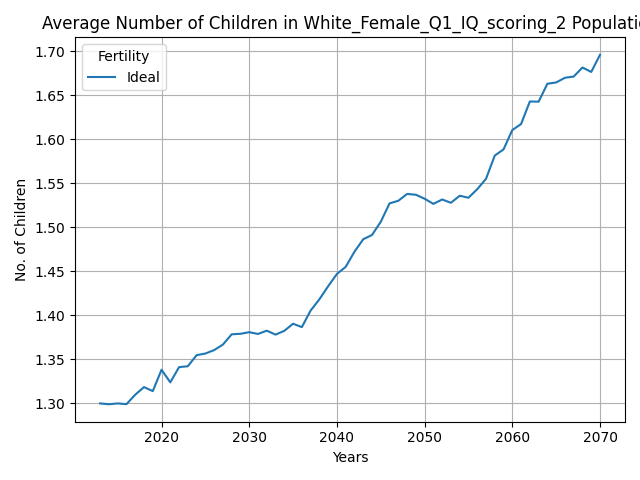 Average Number of Children in White_Female_Q1_IQ_scoring_2 Populatio
Fertility
Ideal
No. of Children
1.70
1.65
1.60
1.55
1.50
1.45
1.40
1.35
1.30
2020 2030 2040 2050 2060 2070
Years